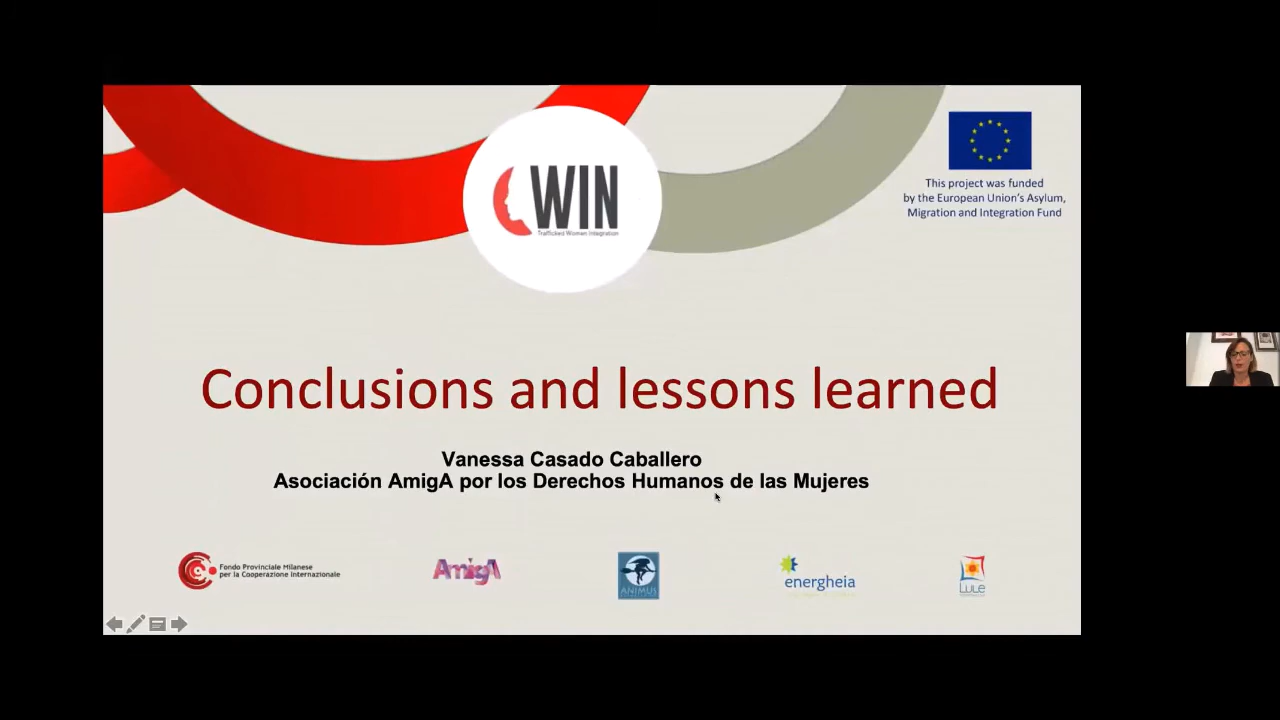 WIN
Trafficked Women Integration
This project was funded
by the European Union's Asylum,
Migration and Integration Fund
Conclusions and lessons learned
Vanessa Casado Caballero
Asociación AmigA por los Derechos Humanos de las Mujeres
Fondo Provinciale Milanese
per la Cooperazione Internazionale
AmigA
ANIMUS
energheia
LULE